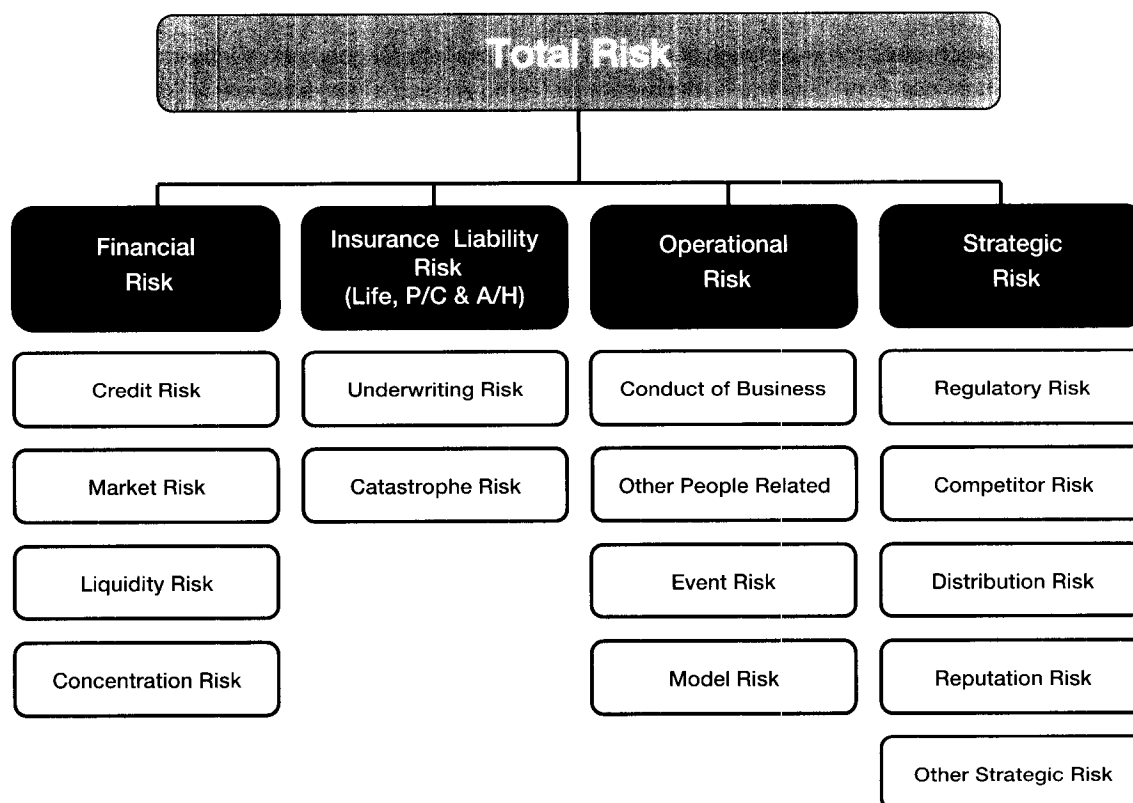 Total Risk
Financial
Risk
Insurance Liability
Risk
(Life, P/C & A/H)
Operational
Risk
Strategic
Risk
Credit Risk
Underwriting Risk
Conduct of Business
Regulatory Risk
Market Risk
Catastrophe Risk
Other People Related
Competitor Risk
Liquidity Risk
Event Risk
Distribution Risk
Concentration Risk
Model Risk
Reputation Risk
Other Strategic Risk